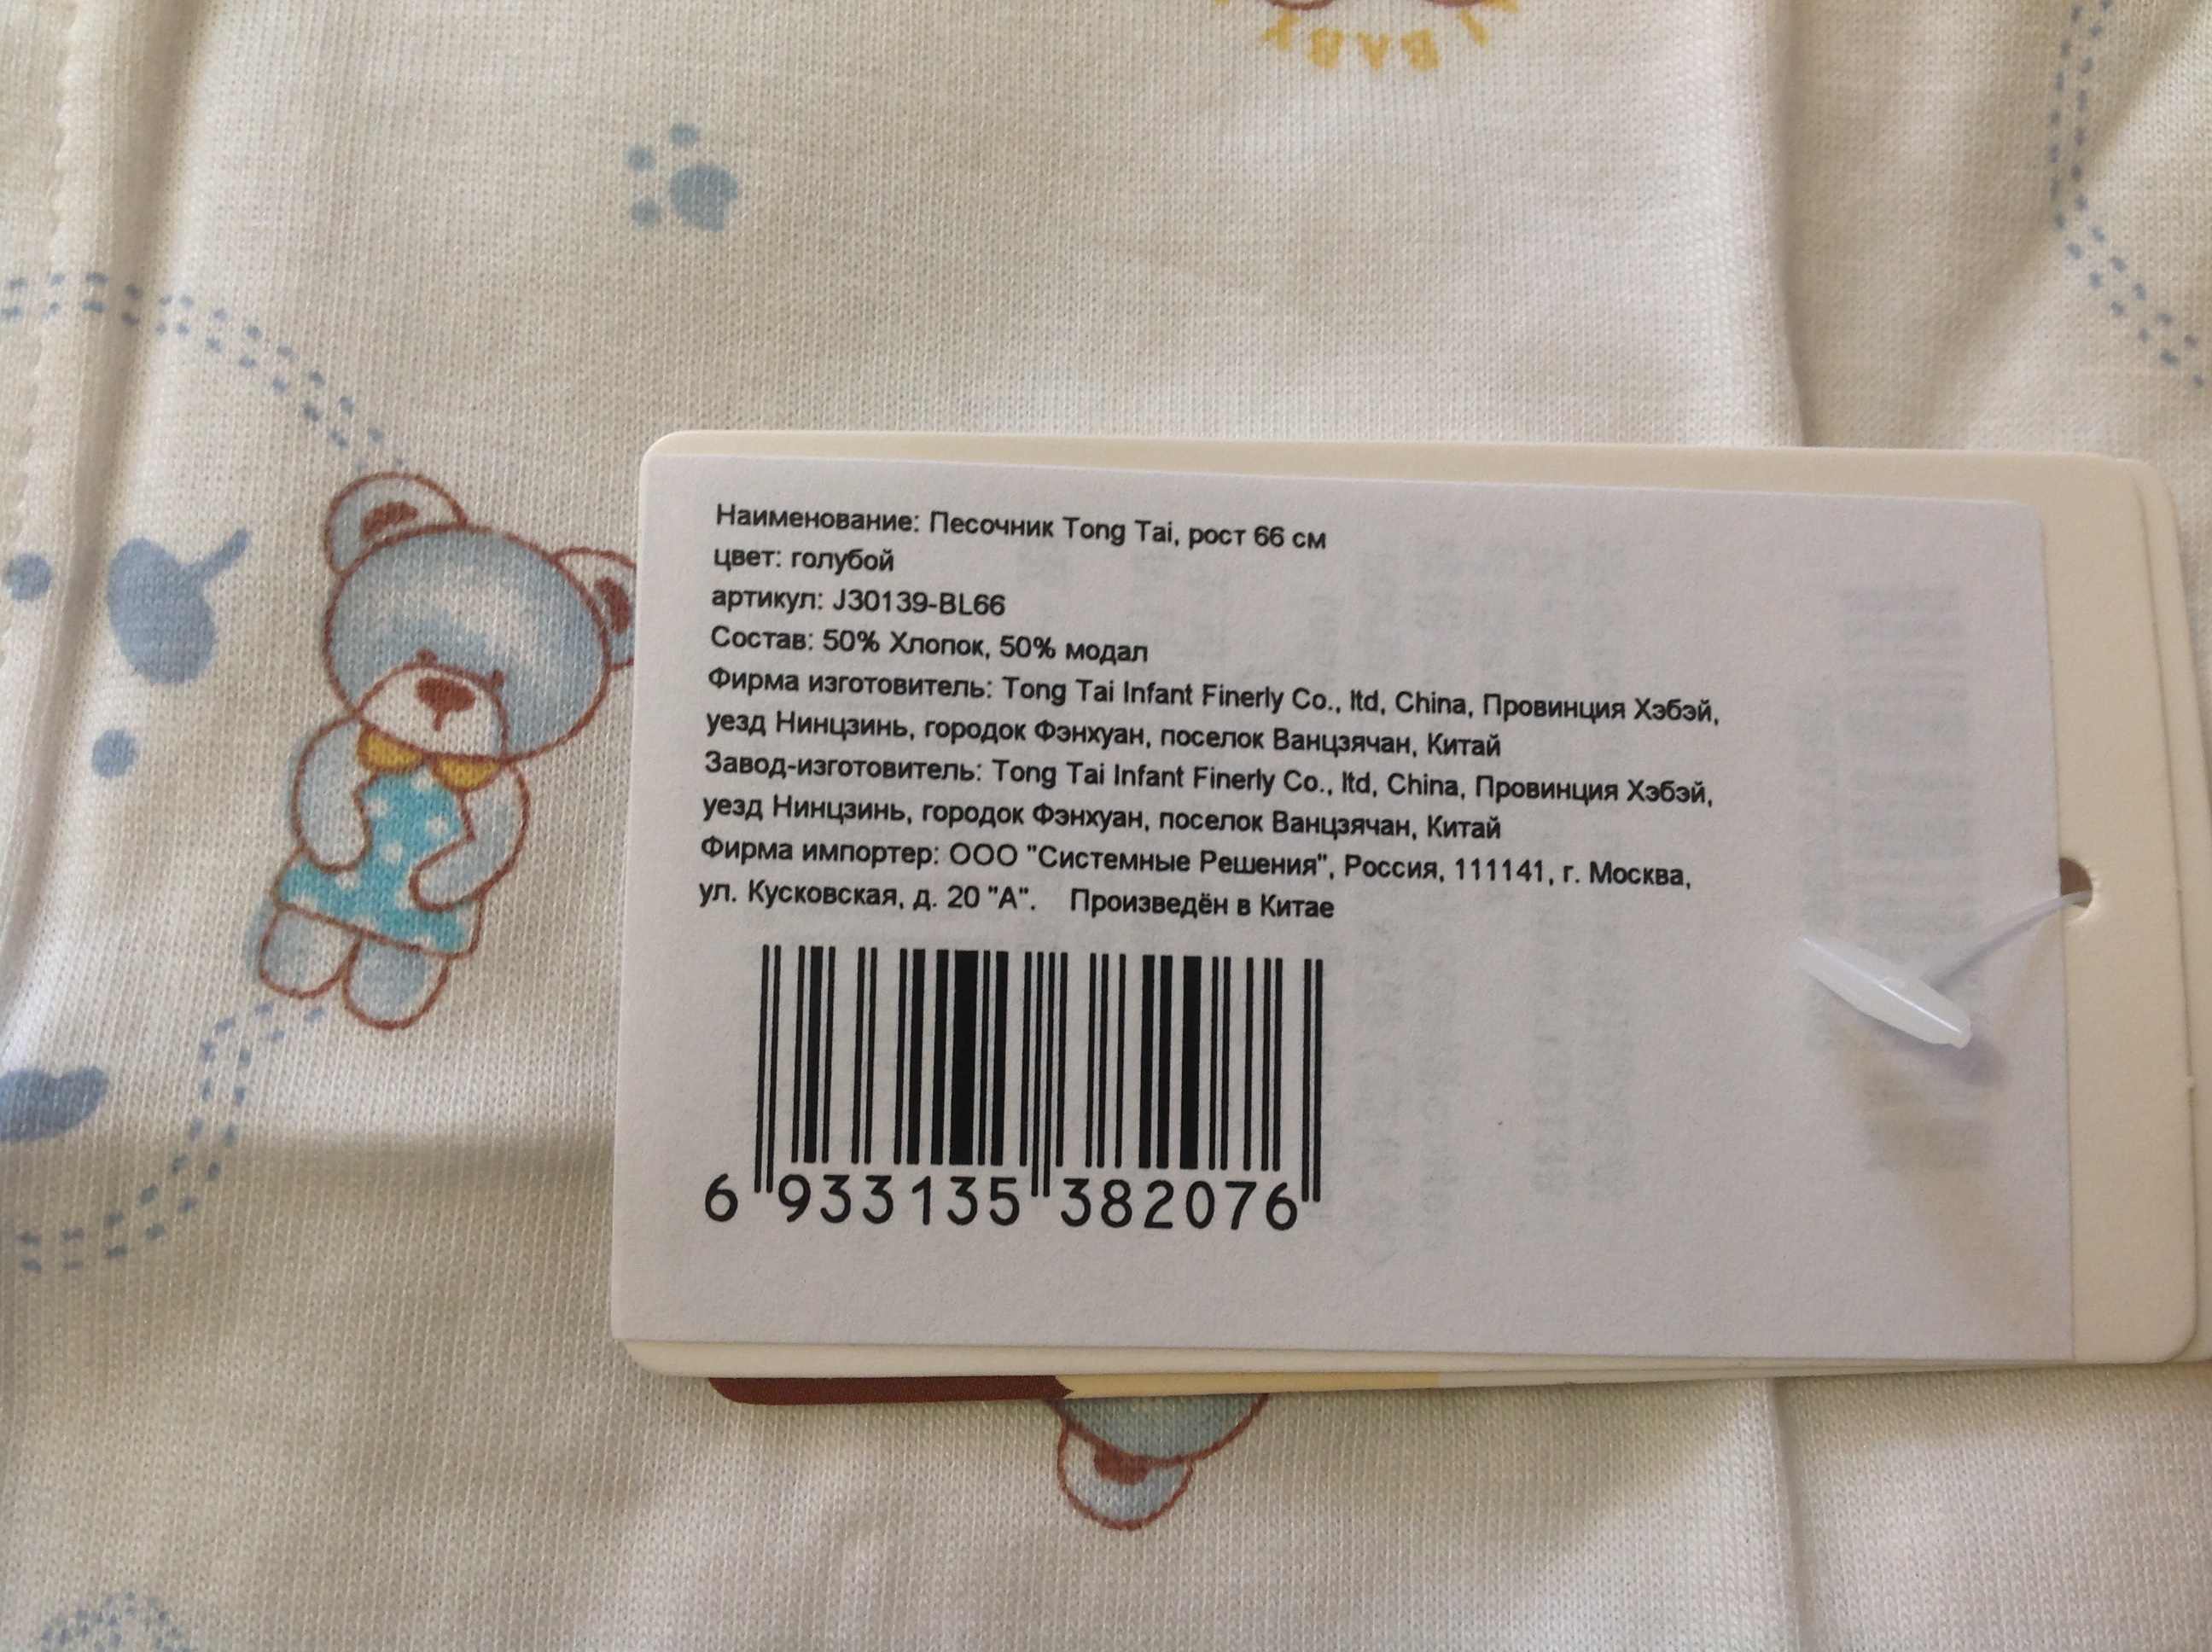 BABY
Наименование: Песочник Tong Tai, рост 66 см
цвет: голубой
артикул: J30139-BL66
Состав: 50% Хлопок, 50% модал
Фирма изготовитель: Tong Tai Infant Finerly Co., ltd, China, Провинция Хэбэй,
уезд Нинцзинь, городок Фэнхуан, поселок Ванцзячан, Китай
Завод-изготовитель: Tong Tai Infant Finerly Co., ltd, China, Провинция Хэбэй,
уезд Нинцзинь, городок Фэнхуан, поселок Ванцзячан, Китай
Фирма импортер: ООО "Системные Решения", Россия, 111141, г. Москва,
ул. Кусковская, д. 20 "А". Произведён в Китае
6 933135 382076